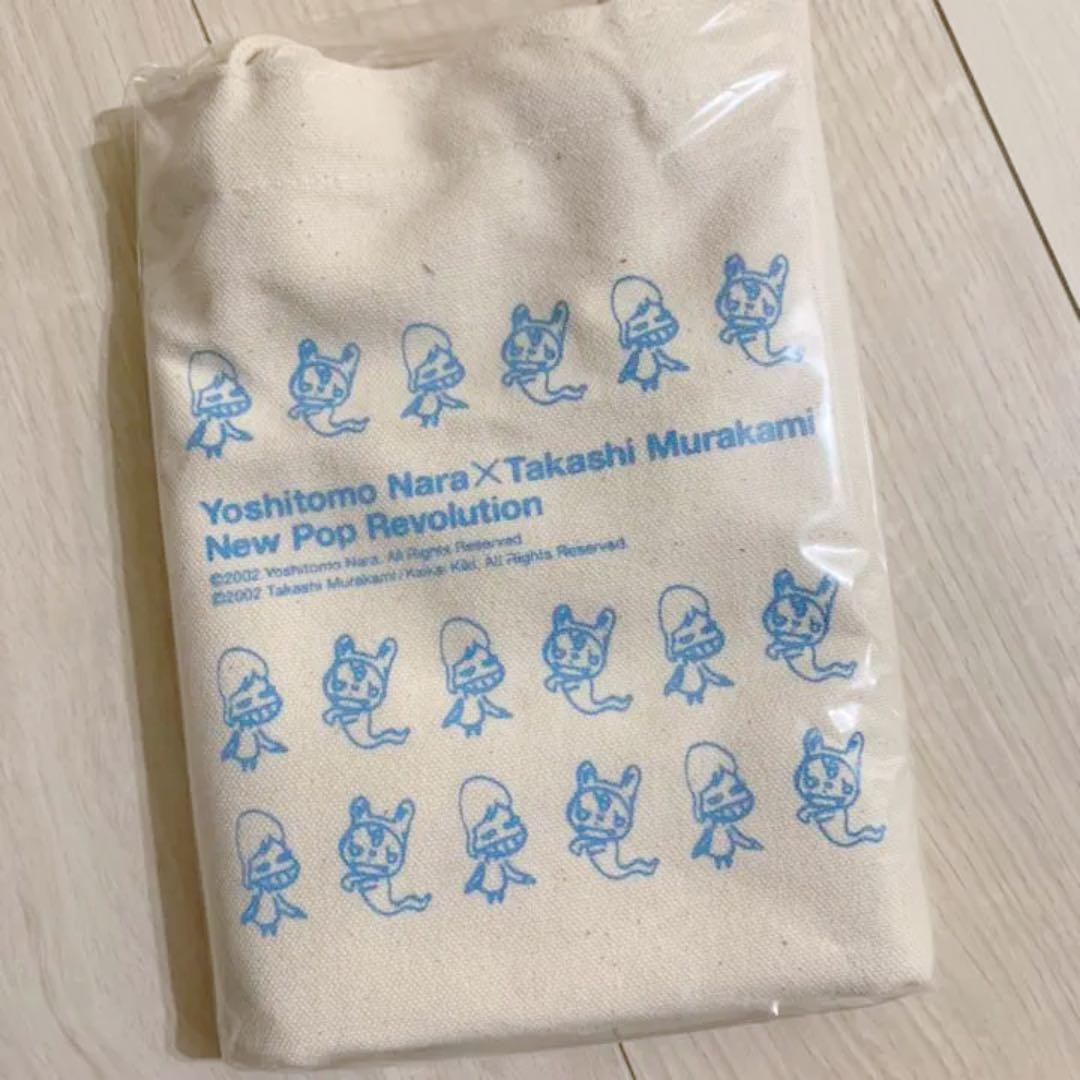 Yoshitomo Nara×Takashi Murakami
New Pop Revolution
©2002 Yoshitomo Nara. All Rights Reserved.
©2002 Takashi Murakami/Kaikai Kiki. All Rights Reserved.